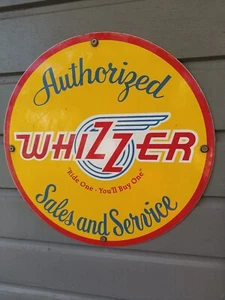 Authorized
WHIZZER
"Ride One - You'll Buy One"
Sales and Service